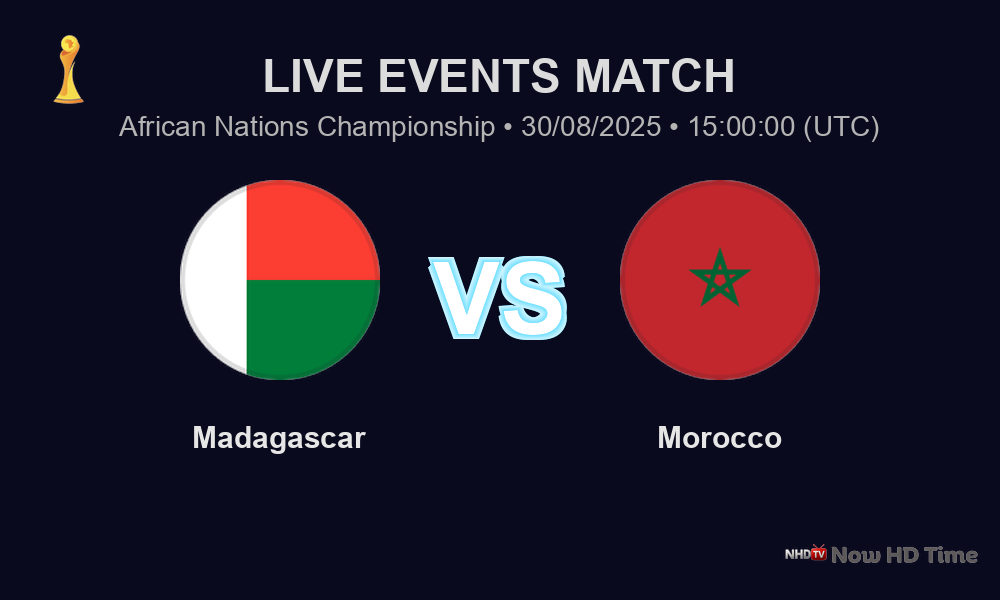 LIVE EVENTS MATCH
African Nations Championship • 30/08/2025 • 15:00:00 (UTC)
VS
Madagascar
Morocco
NHD TV Now HD Time